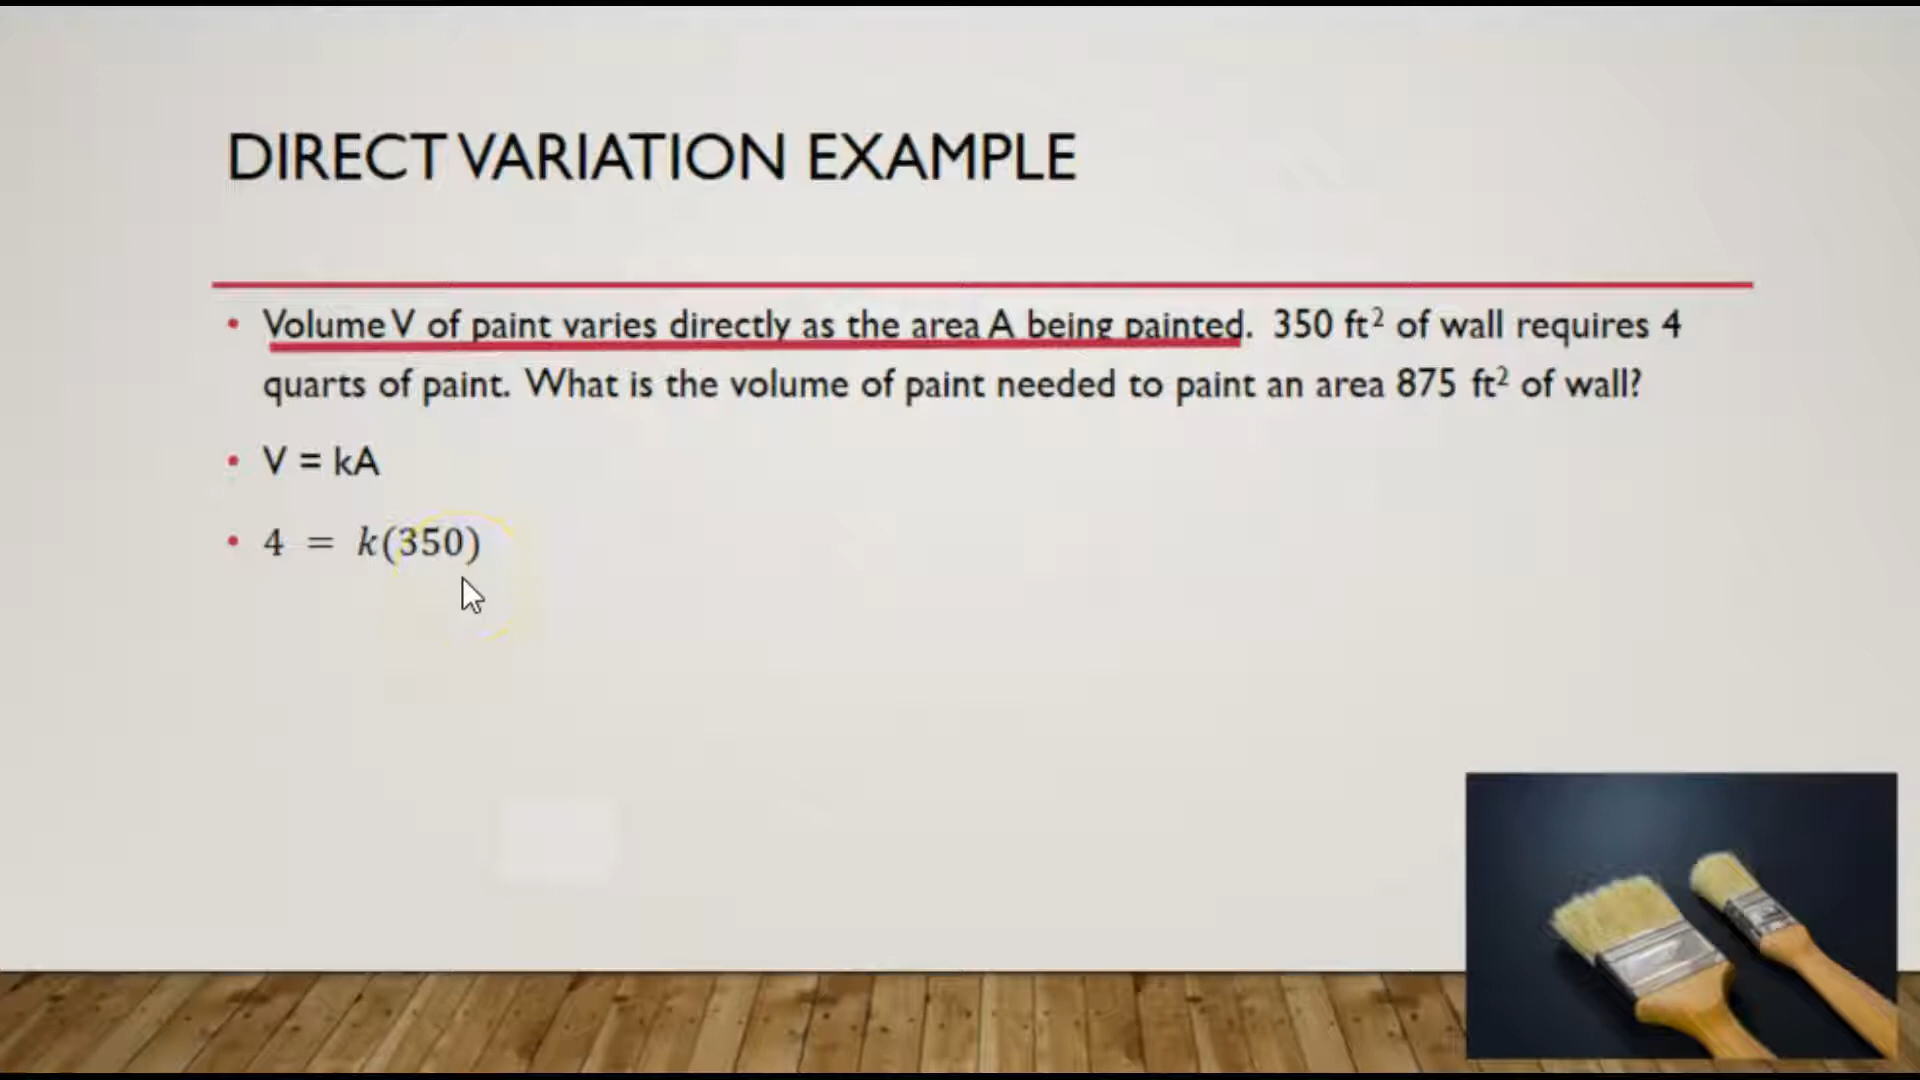 DIRECT VARIATION EXAMPLE
• Volume V of paint varies directly as the area A being painted. 350 ft² of wall requires 4
quarts of paint. What is the volume of paint needed to paint an area 875 ft² of wall?
• V = kA
• 4 = k(350)